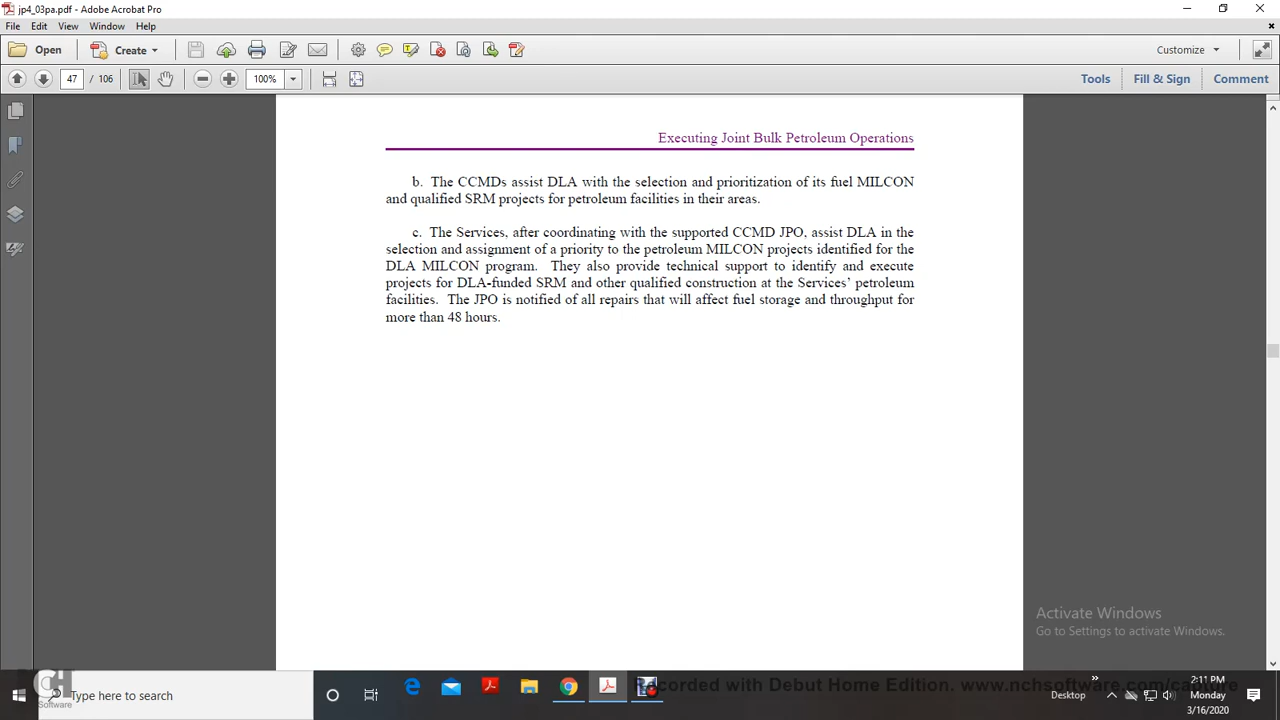 jp4_03pa.pdf - Adobe Acrobat Pro
File Edit View Window Help
Open Create Customize
47 / 106 100% Tools Fill & Sign Comment
Executing Joint Bulk Petroleum Operations
b. The CCMDs assist DLA with the selection and prioritization of its fuel MILCON
and qualified SRM projects for petroleum facilities in their areas.
c. The Services, after coordinating with the supported CCMD JPO, assist DLA in the
selection and assignment of a priority to the petroleum MILCON projects identified for the
DLA MILCON program. They also provide technical support to identify and execute
projects for DLA-funded SRM and other qualified construction at the Services' petroleum
facilities. The JPO is notified of all repairs that will affect fuel storage and throughput for
more than 48 hours.
Activate Windows
Go to Settings to activate Windows.
NCH
Software
Type here to search
Recorded with Debut Home Edition. www.nchsoftware.com/capture
Desktop
2:11 PM
Monday
3/16/2020